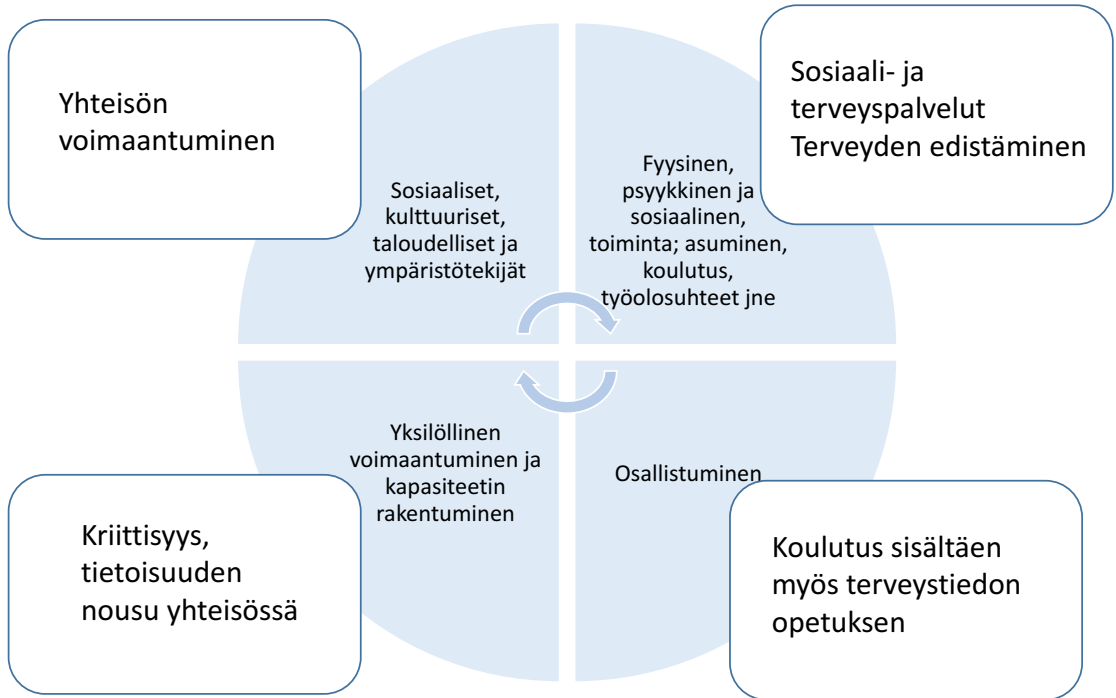 Yhteisön
voimaantuminen
Sosiaali- ja
terveyspalvelut
Terveyden edistäminen
Sosiaaliset,
kulttuuriset,
taloudelliset ja
ympäristötekijät
Fyysinen,
psyykkinen ja
sosiaalinen,
toiminta; asuminen,
koulutus,
työolosuhteet jne
Yksilöllinen
voimaantuminen ja
kapasiteetin
rakentuminen
Osallistuminen
Kriittisyys,
tietoisuuden
nousu yhteisössä
Koulutus sisältäen
myös terveystiedon
opetuksen